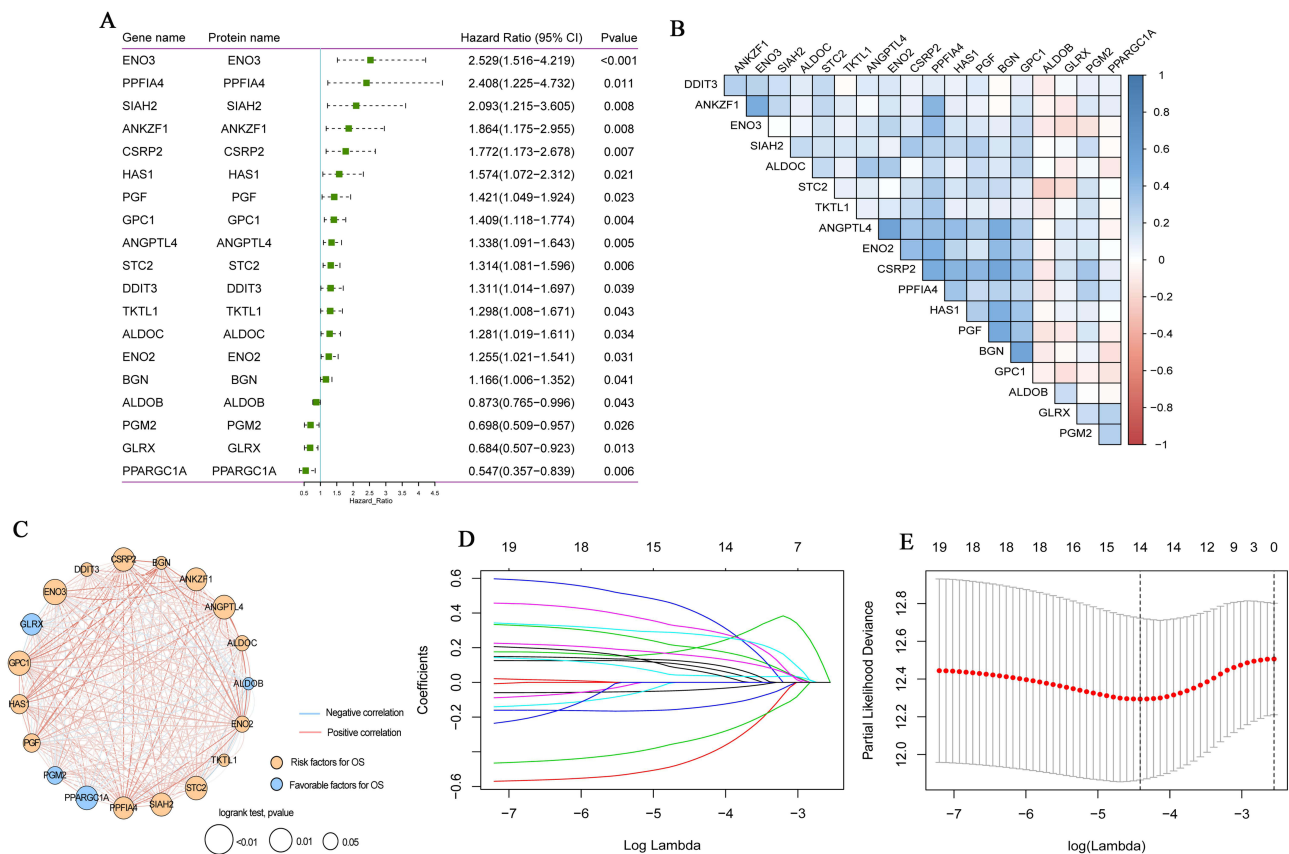 A
Gene name Protein name Hazard Ratio (95% CI) Pvalue
ENO3 ENO3 2.529(1.516−4.219) <0.001
PPFIA4 PPFIA4 2.408(1.225−4.732) 0.011
SIAH2 SIAH2 2.093(1.215−3.605) 0.008
ANKZF1 ANKZF1 1.864(1.175−2.955) 0.008
CSRP2 CSRP2 1.772(1.173−2.678) 0.007
HAS1 HAS1 1.574(1.072−2.312) 0.021
PGF PGF 1.421(1.049−1.924) 0.023
GPC1 GPC1 1.409(1.118−1.774) 0.004
ANGPTL4 ANGPTL4 1.338(1.091−1.643) 0.005
STC2 STC2 1.314(1.081−1.596) 0.006
DDIT3 DDIT3 1.311(1.014−1.697) 0.039
TKTL1 TKTL1 1.298(1.008−1.671) 0.043
ALDOC ALDOC 1.281(1.019−1.611) 0.034
ENO2 ENO2 1.255(1.021−1.541) 0.031
BGN BGN 1.166(1.006−1.352) 0.041
ALDOB ALDOB 0.873(0.765−0.996) 0.043
PGM2 PGM2 0.698(0.509−0.957) 0.026
GLRX GLRX 0.684(0.507−0.923) 0.013
PPARGC1A PPARGC1A 0.547(0.357−0.839) 0.006
0.5 1 1.5 2 2.5 3 3.5 4 4.5
Hazard_Ratio
B
ANKZF1 ENO3 SIAH2 ALDOC STC2 TKTL1 ANGPTL4 ENO2 CSRP2 PPFIA4 HAS1 PGF BGN GPC1 ALDOB GLRX PGM2 PPARGC1A
DDIT3
ANKZF1
ENO3
SIAH2
ALDOC
STC2
TKTL1
ANGPTL4
ENO2
CSRP2
PPFIA4
HAS1
PGF
BGN
GPC1
ALDOB
GLRX
PGM2
1
0.8
0.6
0.4
0.2
0
−0.2
−0.4
−0.6
−0.8
−1
C
CSRP2
BGN
ANKZF1
ANGPTL4
ALDOC
ALDOB
ENO2
TKTL1
STC2
SIAH2
PPFIA4
PPARGC1A
PGM2
PGF
HAS1
GPC1
GLRX
ENO3
DDIT3
Negative correlation
Positive correlation
Risk factors for OS
Favorable factors for OS
logrank test, pvalue
<0.01 0.01 0.05
D
19 18 15 14 7
Coefficients
0.6
0.4
0.2
0.0
−0.2
−0.6
−7 −6 −5 −4 −3
Log Lambda
E
19 18 18 18 16 15 14 12 9 3 0
Partial Likelihood Deviance
12.8
12.6
12.4
12.2
12.0
−7 −6 −5 −4 −3
log(Lambda)